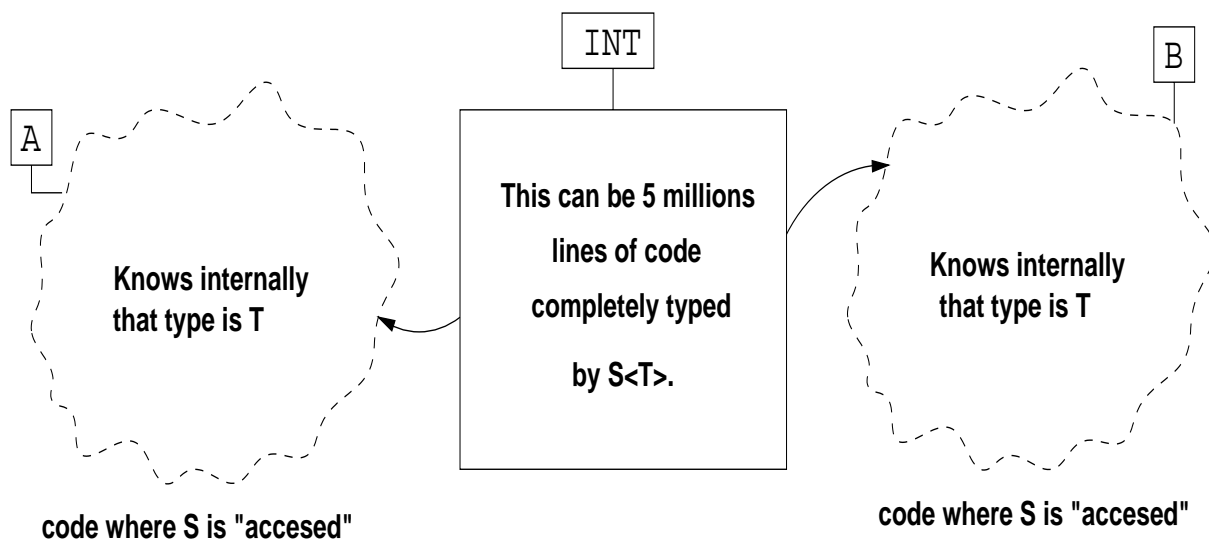 INT
B
A
This can be 5 millions
lines of code
completely typed
by S<T>.
Knows internally
that type is T
Knows internally
that type is T
code where S is "accesed"
code where S is "accesed"